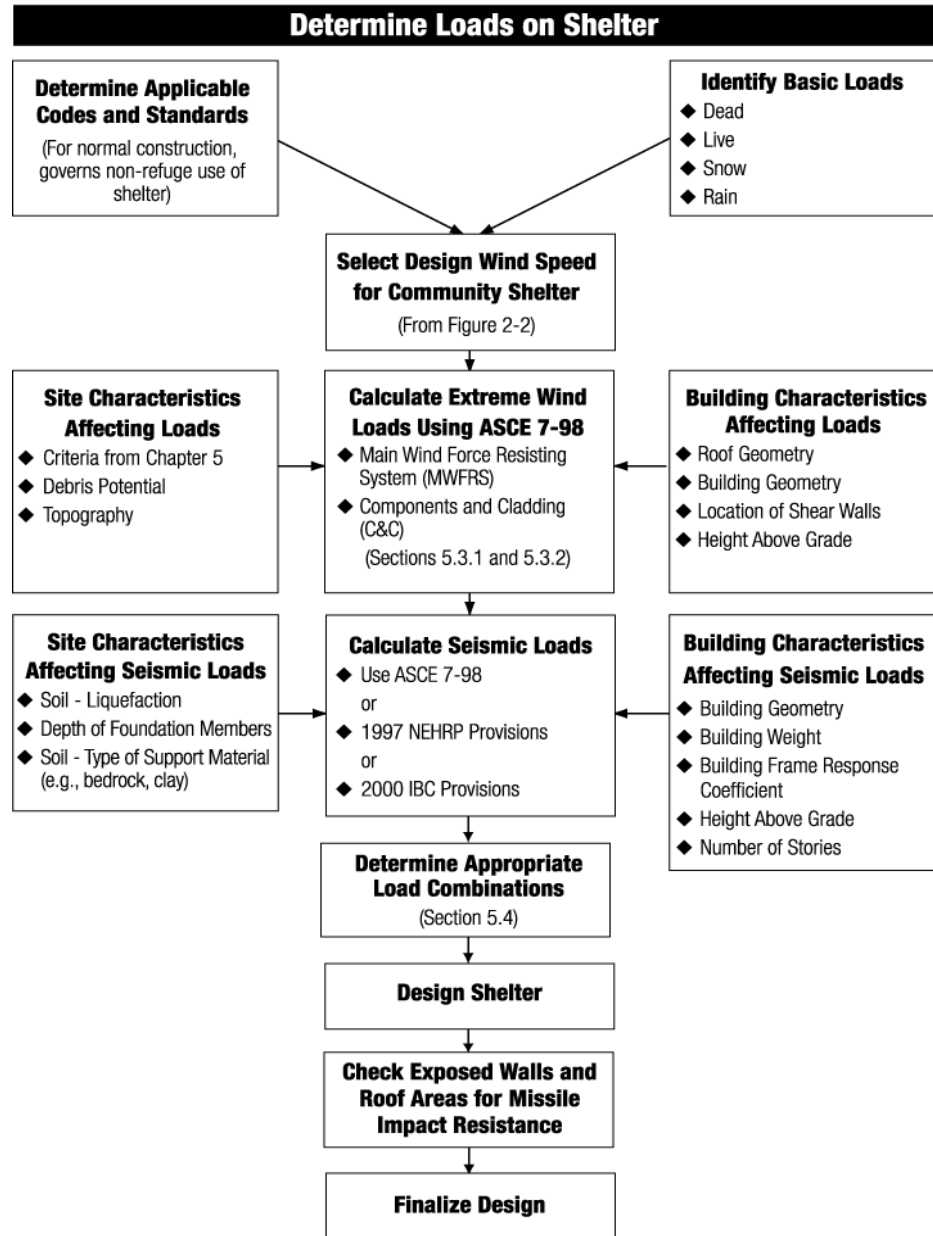 Determine Loads on Shelter
Determine Applicable
Codes and Standards
(For normal construction,
governs non-refuge use of
shelter)
Identify Basic Loads
◆ Dead
◆ Live
◆ Snow
◆ Rain
Select Design Wind Speed
for Community Shelter
(From Figure 2-2)
Site Characteristics
Affecting Loads
◆ Criteria from Chapter 5
◆ Debris Potential
◆ Topography
Calculate Extreme Wind
Loads Using ASCE 7-98
◆ Main Wind Force Resisting
System (MWFRS)
◆ Components and Cladding
(C&C)
(Sections 5.3.1 and 5.3.2)
Building Characteristics
Affecting Loads
◆ Roof Geometry
◆ Building Geometry
◆ Location of Shear Walls
◆ Height Above Grade
Site Characteristics
Affecting Seismic Loads
◆ Soil - Liquefaction
◆ Depth of Foundation Members
◆ Soil - Type of Support Material
(e.g., bedrock, clay)
Calculate Seismic Loads
◆ Use ASCE 7-98
or
◆ 1997 NEHRP Provisions
or
◆ 2000 IBC Provisions
Building Characteristics
Affecting Seismic Loads
◆ Building Geometry
◆ Building Weight
◆ Building Frame Response
Coefficient
◆ Height Above Grade
◆ Number of Stories
Determine Appropriate
Load Combinations
(Section 5.4)
Design Shelter
Check Exposed Walls and
Roof Areas for Missile
Impact Resistance
Finalize Design